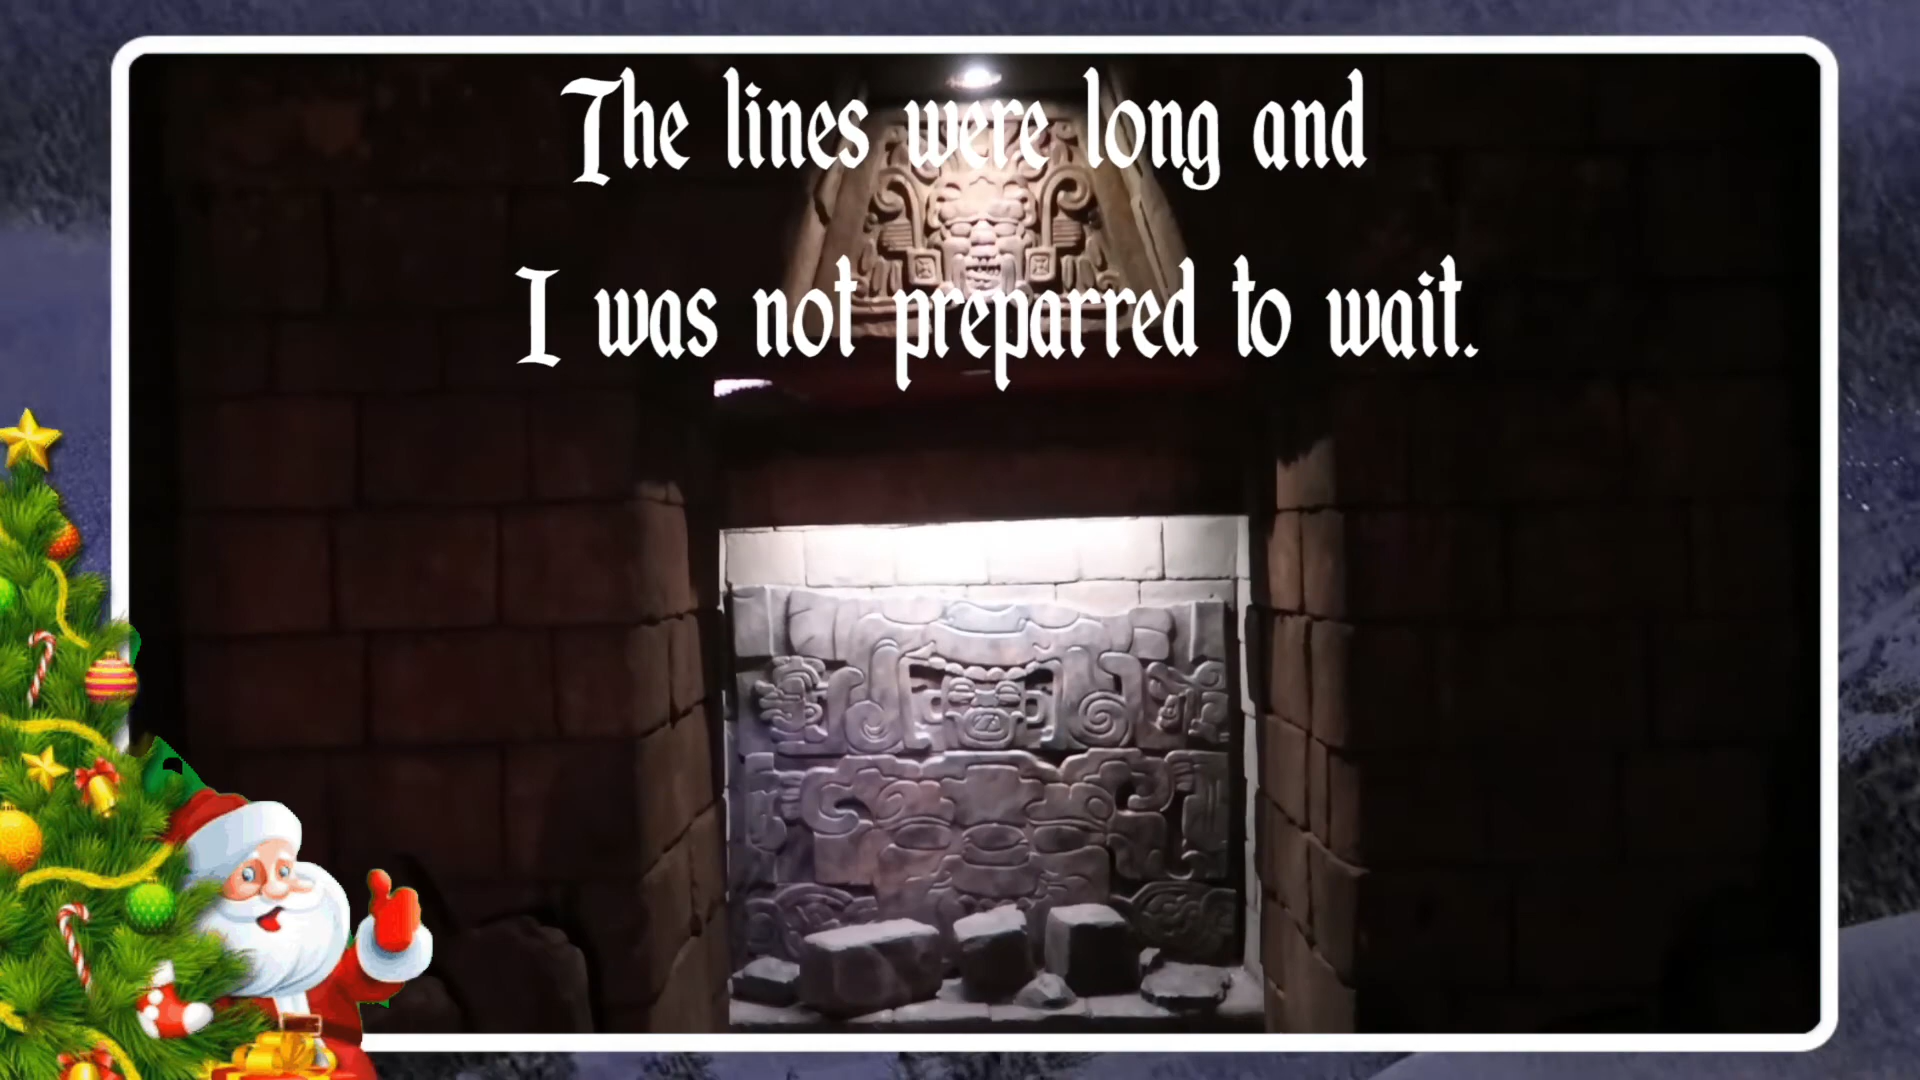 The lines were long and
I was not preparred to wait.